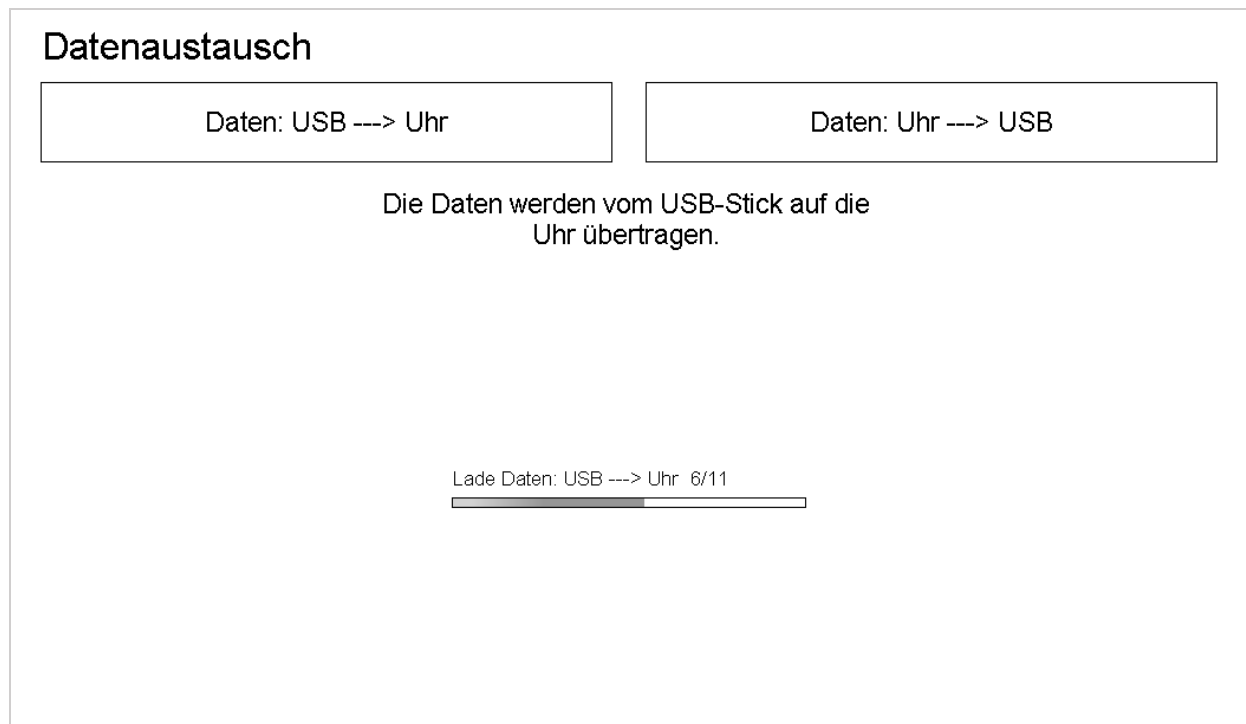 Datenaustausch
Daten: USB ---> Uhr
Daten: Uhr ---> USB
Die Daten werden vom USB-Stick auf die
Uhr übertragen.
Lade Daten: USB ---> Uhr 6/11